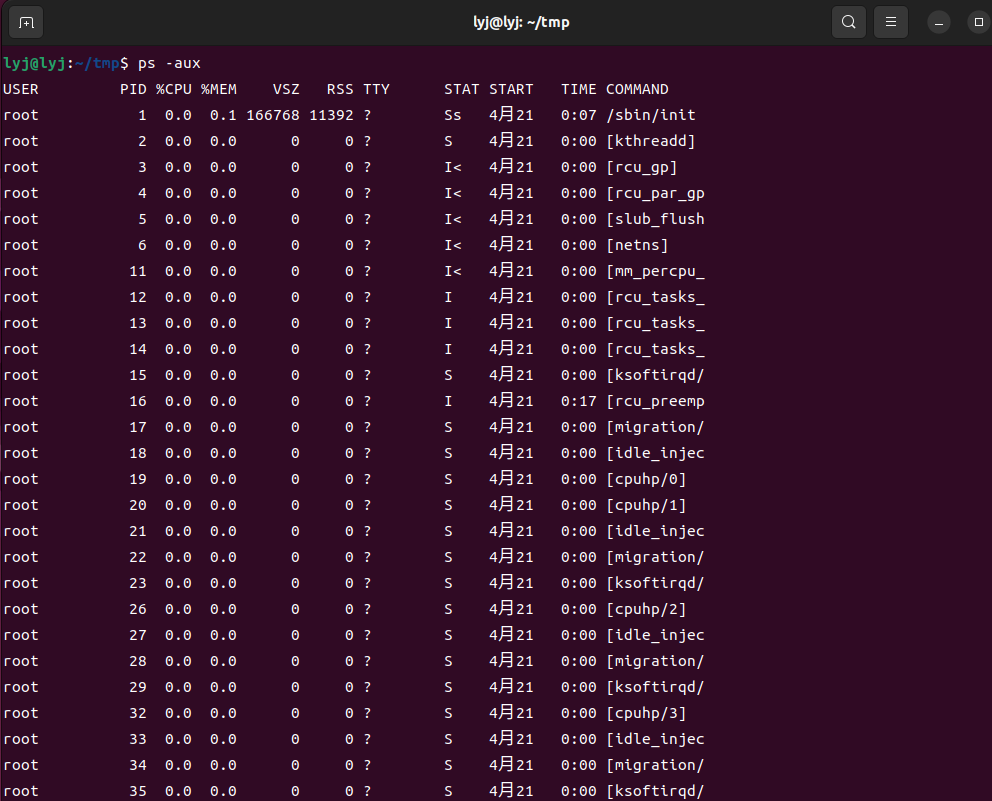 lyj@lyj: ~/tmp
lyj@lyj:~/tmp$ ps -aux
USER         PID %CPU %MEM    VSZ   RSS TTY      STAT START   TIME COMMAND
root           1  0.0  0.1 166768 11392 ?        Ss   4月21   0:07 /sbin/init
root           2  0.0  0.0      0     0 ?        S    4月21   0:00 [kthreadd]
root           3  0.0  0.0      0     0 ?        I<   4月21   0:00 [rcu_gp]
root           4  0.0  0.0      0     0 ?        I<   4月21   0:00 [rcu_par_gp
root           5  0.0  0.0      0     0 ?        I<   4月21   0:00 [slub_flush
root           6  0.0  0.0      0     0 ?        I<   4月21   0:00 [netns]
root          11  0.0  0.0      0     0 ?        I<   4月21   0:00 [mm_percpu_
root          12  0.0  0.0      0     0 ?        I    4月21   0:00 [rcu_tasks_
root          13  0.0  0.0      0     0 ?        I    4月21   0:00 [rcu_tasks_
root          14  0.0  0.0      0     0 ?        I    4月21   0:00 [rcu_tasks_
root          15  0.0  0.0      0     0 ?        S    4月21   0:00 [ksoftirqd/
root          16  0.0  0.0      0     0 ?        I    4月21   0:17 [rcu_preemp
root          17  0.0  0.0      0     0 ?        S    4月21   0:00 [migration/
root          18  0.0  0.0      0     0 ?        S    4月21   0:00 [idle_injec
root          19  0.0  0.0      0     0 ?        S    4月21   0:00 [cpuhp/0]
root          20  0.0  0.0      0     0 ?        S    4月21   0:00 [cpuhp/1]
root          21  0.0  0.0      0     0 ?        S    4月21   0:00 [idle_injec
root          22  0.0  0.0      0     0 ?        S    4月21   0:00 [migration/
root          23  0.0  0.0      0     0 ?        S    4月21   0:00 [ksoftirqd/
root          26  0.0  0.0      0     0 ?        S    4月21   0:00 [cpuhp/2]
root          27  0.0  0.0      0     0 ?        S    4月21   0:00 [idle_injec
root          28  0.0  0.0      0     0 ?        S    4月21   0:00 [migration/
root          29  0.0  0.0      0     0 ?        S    4月21   0:00 [ksoftirqd/
root          32  0.0  0.0      0     0 ?        S    4月21   0:00 [cpuhp/3]
root          33  0.0  0.0      0     0 ?        S    4月21   0:00 [idle_injec
root          34  0.0  0.0      0     0 ?        S    4月21   0:00 [migration/
root          35  0.0  0.0      0     0 ?        S    4月21   0:00 [ksoftirqd/